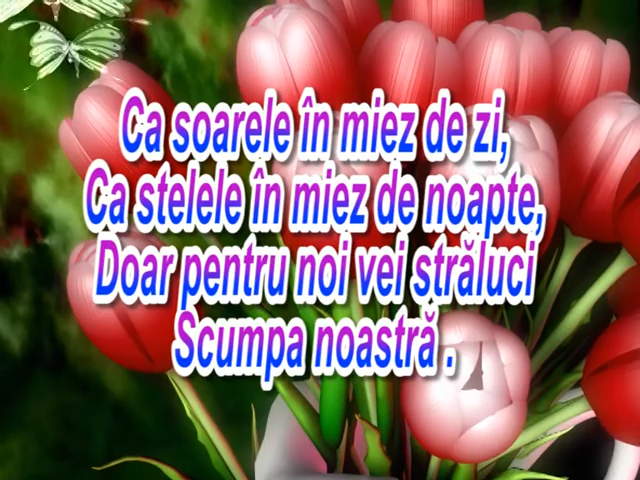 Ca soarele în miez de zi,
Ca stelele în miez de noapte,
Doar pentru noi vei străluci
Scumpa noastră .